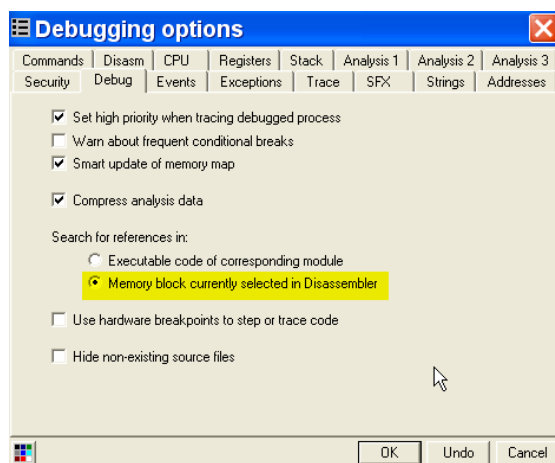 Debugging options
Commands Disasm CPU Registers Stack Analysis 1 Analysis 2 Analysis 3
Security Debug Events Exceptions Trace SFX Strings Addresses
Set high priority when tracing debugged process
Warn about frequent conditional breaks
Smart update of memory map
Compress analysis data
Search for references in:
Executable code of corresponding module
Memory block currently selected in Disassembler
Use hardware breakpoints to step or trace code
Hide non-existing source files
OK Undo Cancel